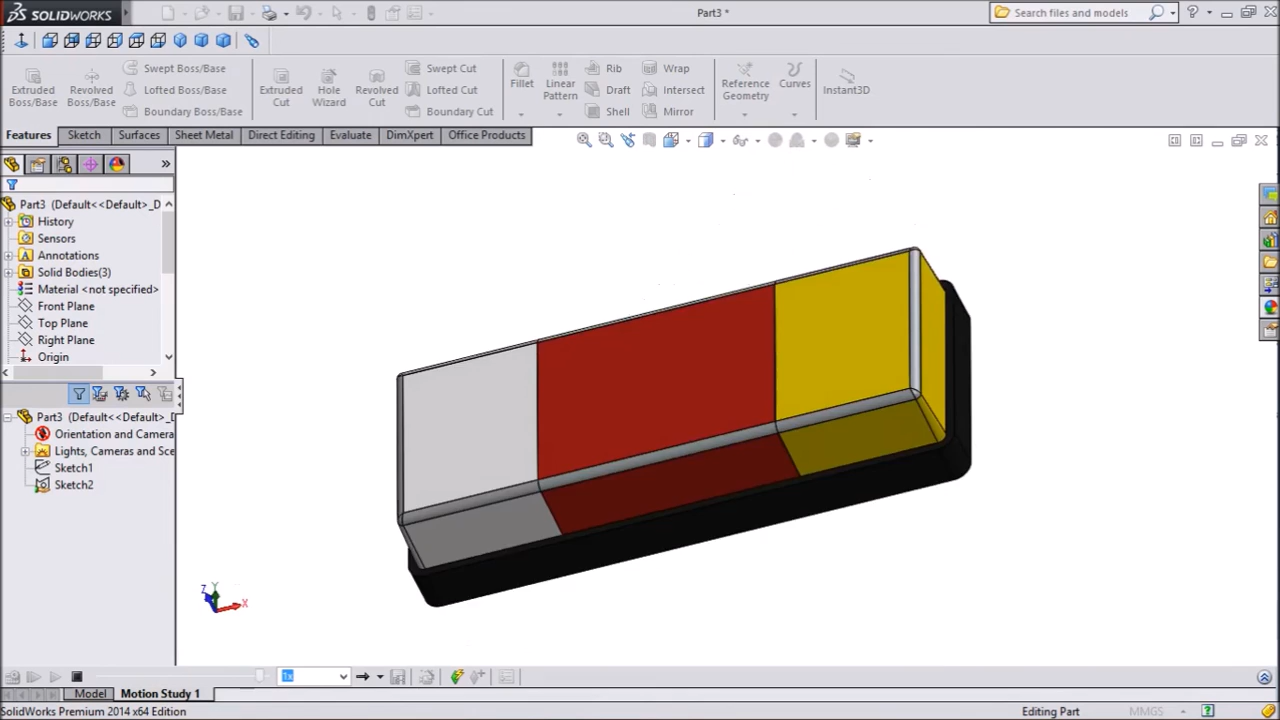 SOLIDWORKS
Part3 *
Search files and models
Extruded Boss/Base
Revolved Boss/Base
Swept Boss/Base
Lofted Boss/Base
Boundary Boss/Base
Extruded Cut
Hole Wizard
Revolved Cut
Swept Cut
Lofted Cut
Boundary Cut
Fillet
Linear Pattern
Rib
Draft
Shell
Wrap
Intersect
Mirror
Reference Geometry
Curves
Instant3D
Features Sketch Surfaces Sheet Metal Direct Editing Evaluate DimXpert Office Products
Part3 (Default<<Default>_D
History
Sensors
Annotations
Solid Bodies(3)
Material <not specified>
Front Plane
Top Plane
Right Plane
Origin
Part3 (Default<<Default>_D
Orientation and Camera
Lights, Cameras and Sce
Sketch1
Sketch2
Z Y X
1x
Model Motion Study 1
SolidWorks Premium 2014 x64 Edition Editing Part MMGS